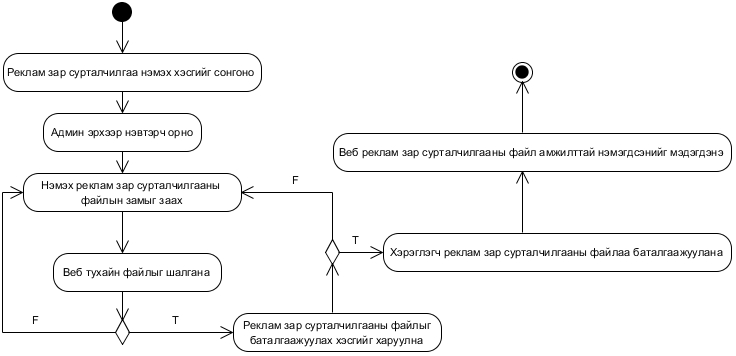 Реклам зар сурталчилгаа нэмэх хэсгийг сонгоно
Админ эрхээр нэвтэрч орно
Нэмэх реклам зар сурталчилгааны
файлын замыг заах
Веб тухайн файлыг шалгана
F
T
Реклам зар сурталчилгааны файлыг
баталгаажуулах хэсгийг харуулна
F
T
Хэрэглэгч реклам зар сурталчилгааны файлаа баталгаажуулана
Веб реклам зар сурталчилгааны файл амжилттай нэмэгдсэнийг мэдэгдэнэ